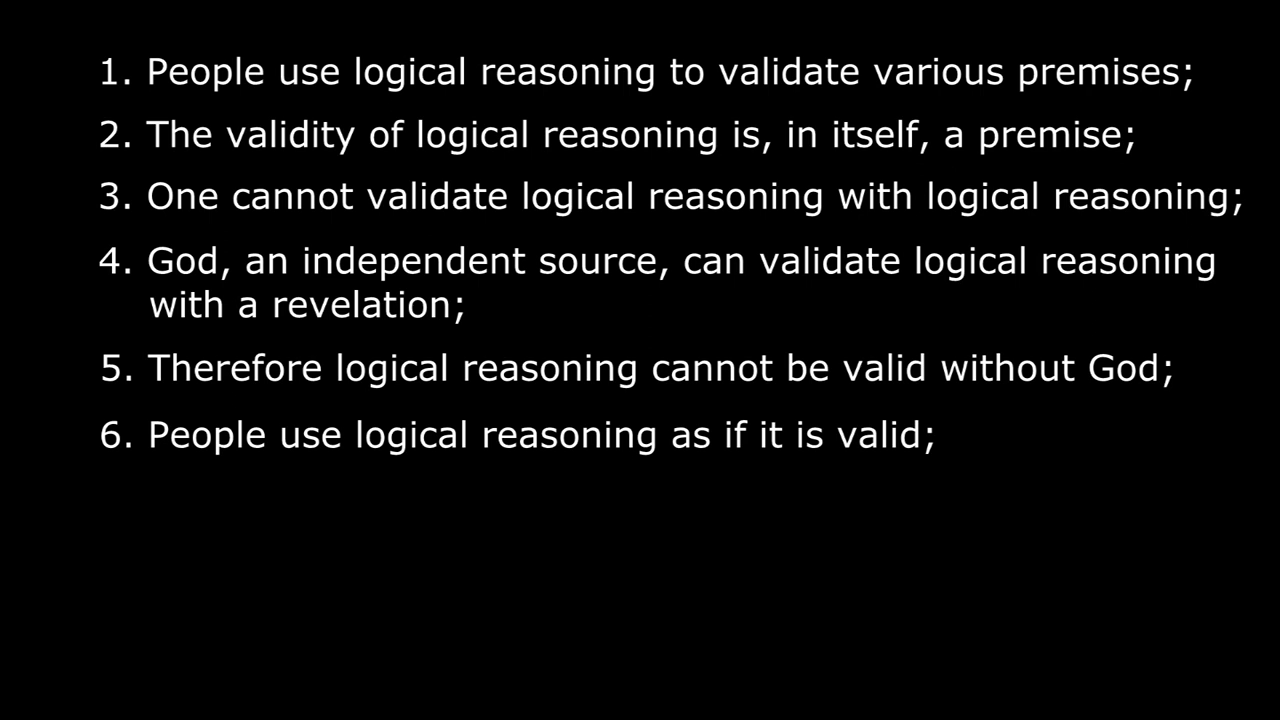 1. People use logical reasoning to validate various premises;
2. The validity of logical reasoning is, in itself, a premise;
3. One cannot validate logical reasoning with logical reasoning;
4. God, an independent source, can validate logical reasoning
with a revelation;
5. Therefore logical reasoning cannot be valid without God;
6. People use logical reasoning as if it is valid;